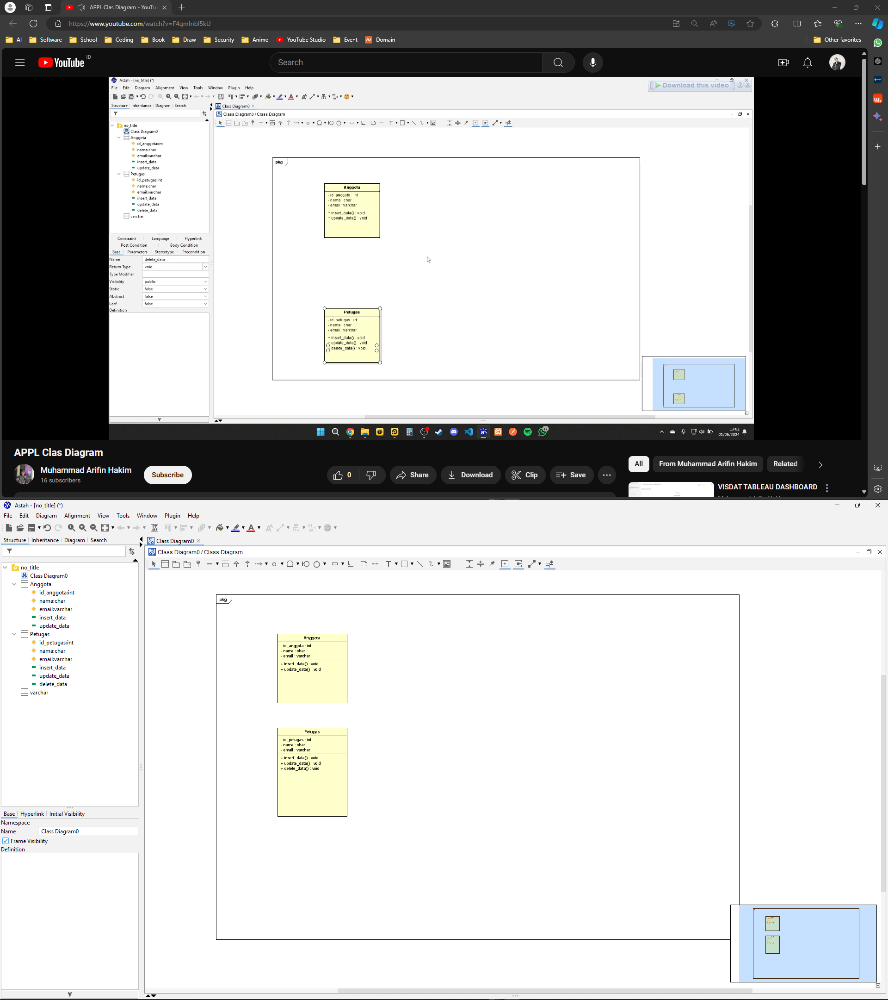 APPL Clas Diagram - YouTu
https://www.youtube.com/watch?v=F4gmInbI5kU
AI Software School Coding Book Draw Security Anime YouTube Studio Event Domain Other favorites
YouTube ID Search
Astah - [no_title] (*)
File Edit Diagram Alignment View Tools Window Plugin Help
Download this video
Structure Inheritance Diagram Search
Class Diagram0
Class Diagram0 / Class Diagram
no_title
Class Diagram0
Anggota
id_anggota:int
nama:char
email:varchar
insert_data
update_data
Petugas
id_petugas:int
nama:char
email:varchar
insert_data
update_data
delete_data
varchar
pkg
Anggota
- id_anggota : int
- nama : char
- email : varchar
+ insert_data() : void
+ update_data() : void
Petugas
- id_petugas : int
- nama : char
- email : varchar
+ insert_data() : void
+ update_data() : void
+ delete_data() : void
Constraint Language Hyperlink
Post Condition Body Condition
Base Parameters Stereotype Precondition
Name delete_data
Return Type void
Type Modifier
Visibility public
Static false
Abstract false
Leaf false
Definition
17
13:02
01/06/2024
APPL Clas Diagram
Muhammad Arifin Hakim
16 subscribers
Subscribe
0 Share Download Clip Save
All From Muhammad Arifin Hakim Related
VISDAT TABLEAU DASHBOARD
Astah - [no_title] (*)
File Edit Diagram Alignment View Tools Window Plugin Help
Structure Inheritance Diagram Search
Class Diagram0
Class Diagram0 / Class Diagram
no_title
Class Diagram0
Anggota
id_anggota:int
nama:char
email:varchar
insert_data
update_data
Petugas
id_petugas:int
nama:char
email:varchar
insert_data
update_data
delete_data
varchar
pkg
Anggota
- id_anggota : int
- nama : char
- email : varchar
+ insert_data() : void
+ update_data() : void
Petugas
- id_petugas : int
- nama : char
- email : varchar
+ insert_data() : void
+ update_data() : void
+ delete_data() : void
Base Hyperlink Initial Visibility
Namespace
Name Class Diagram0
Frame Visibility
Definition